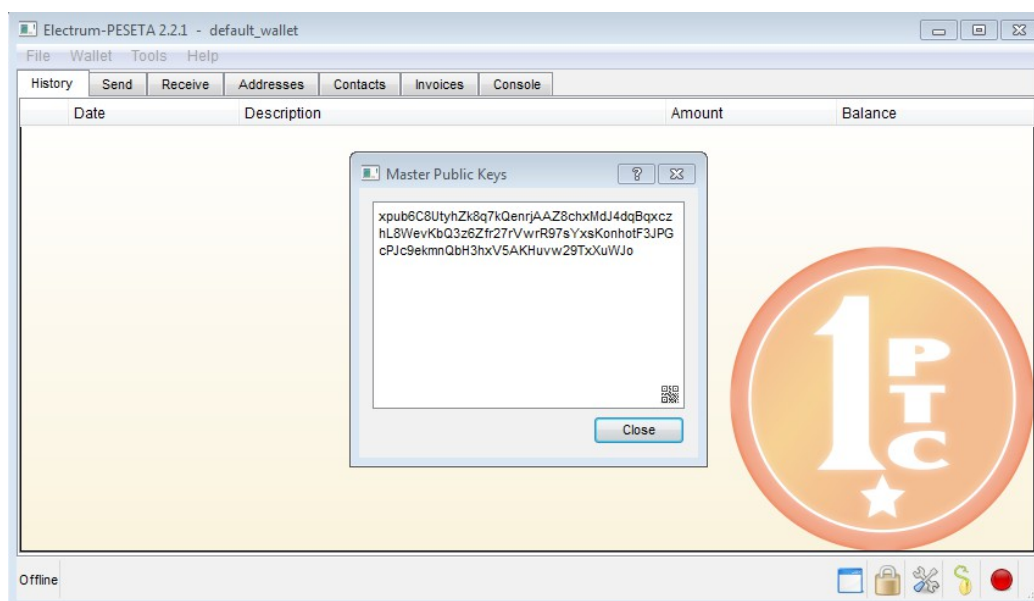 Electrum-PESETA 2.2.1 - default_wallet
File Wallet Tools Help
History Send Receive Addresses Contacts Invoices Console
Date Description Amount Balance
Master Public Keys
xpub6C8UtyhZk8q7kQenrjAAZ8chxMdJ4dqBqxcz
hL8WevKbQ3z6Zfr27rVwrR97sYxsKonhotF3JPG
cPJc9ekmnQbH3hxV5AKHuvw29TxXuWJo
Close
1
PTC
Offline